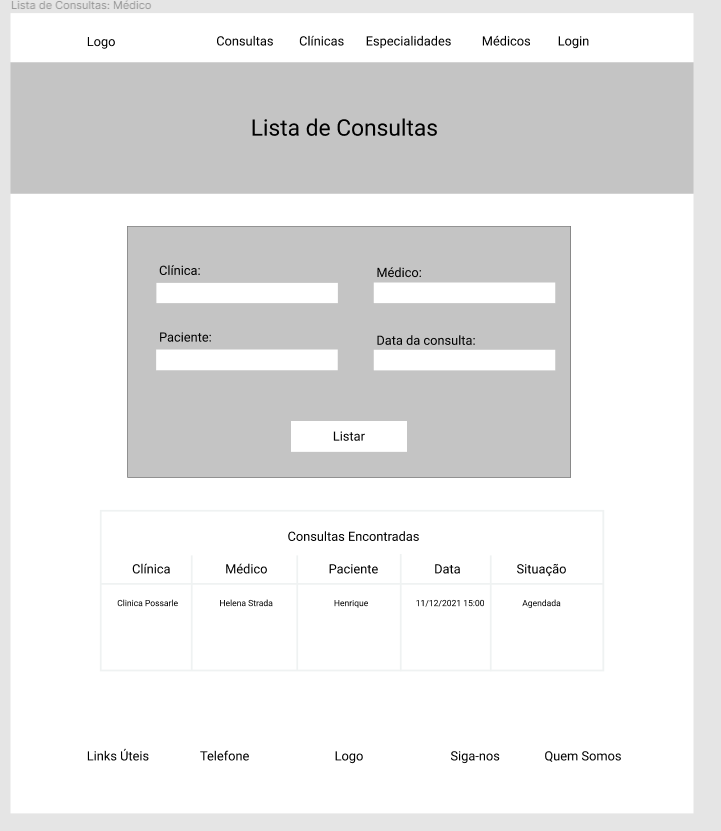 Lista de Consultas: Médico
Logo Consultas Clínicas Especialidades Médicos Login
Lista de Consultas
Clínica: Médico:
Paciente: Data da consulta:
Listar
Consultas Encontradas
Clínica Médico Paciente Data Situação
Clinica Possarle Helena Strada Henrique 11/12/2021 15:00 Agendada
Links Úteis Telefone Logo Siga-nos Quem Somos